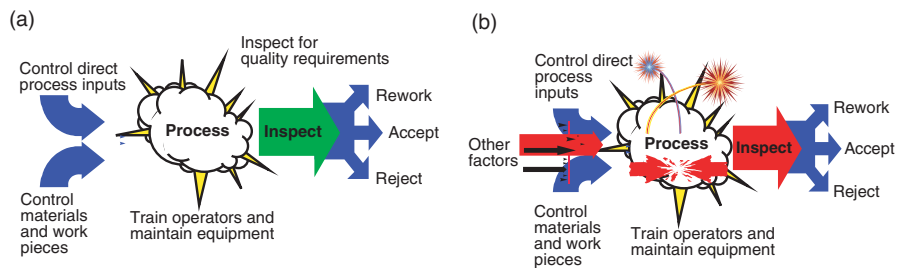 (a)
Inspect for
quality requirements
Control direct
process inputs
Process
Inspect
Rework
Accept
Reject
Control
materials
and work
pieces
Train operators and
maintain equipment
(b)
Control direct
process
inputs
Other
factors
Process
Inspect
Rework
Accept
Reject
Control
materials
and work
pieces
Train operators and
maintain equipment